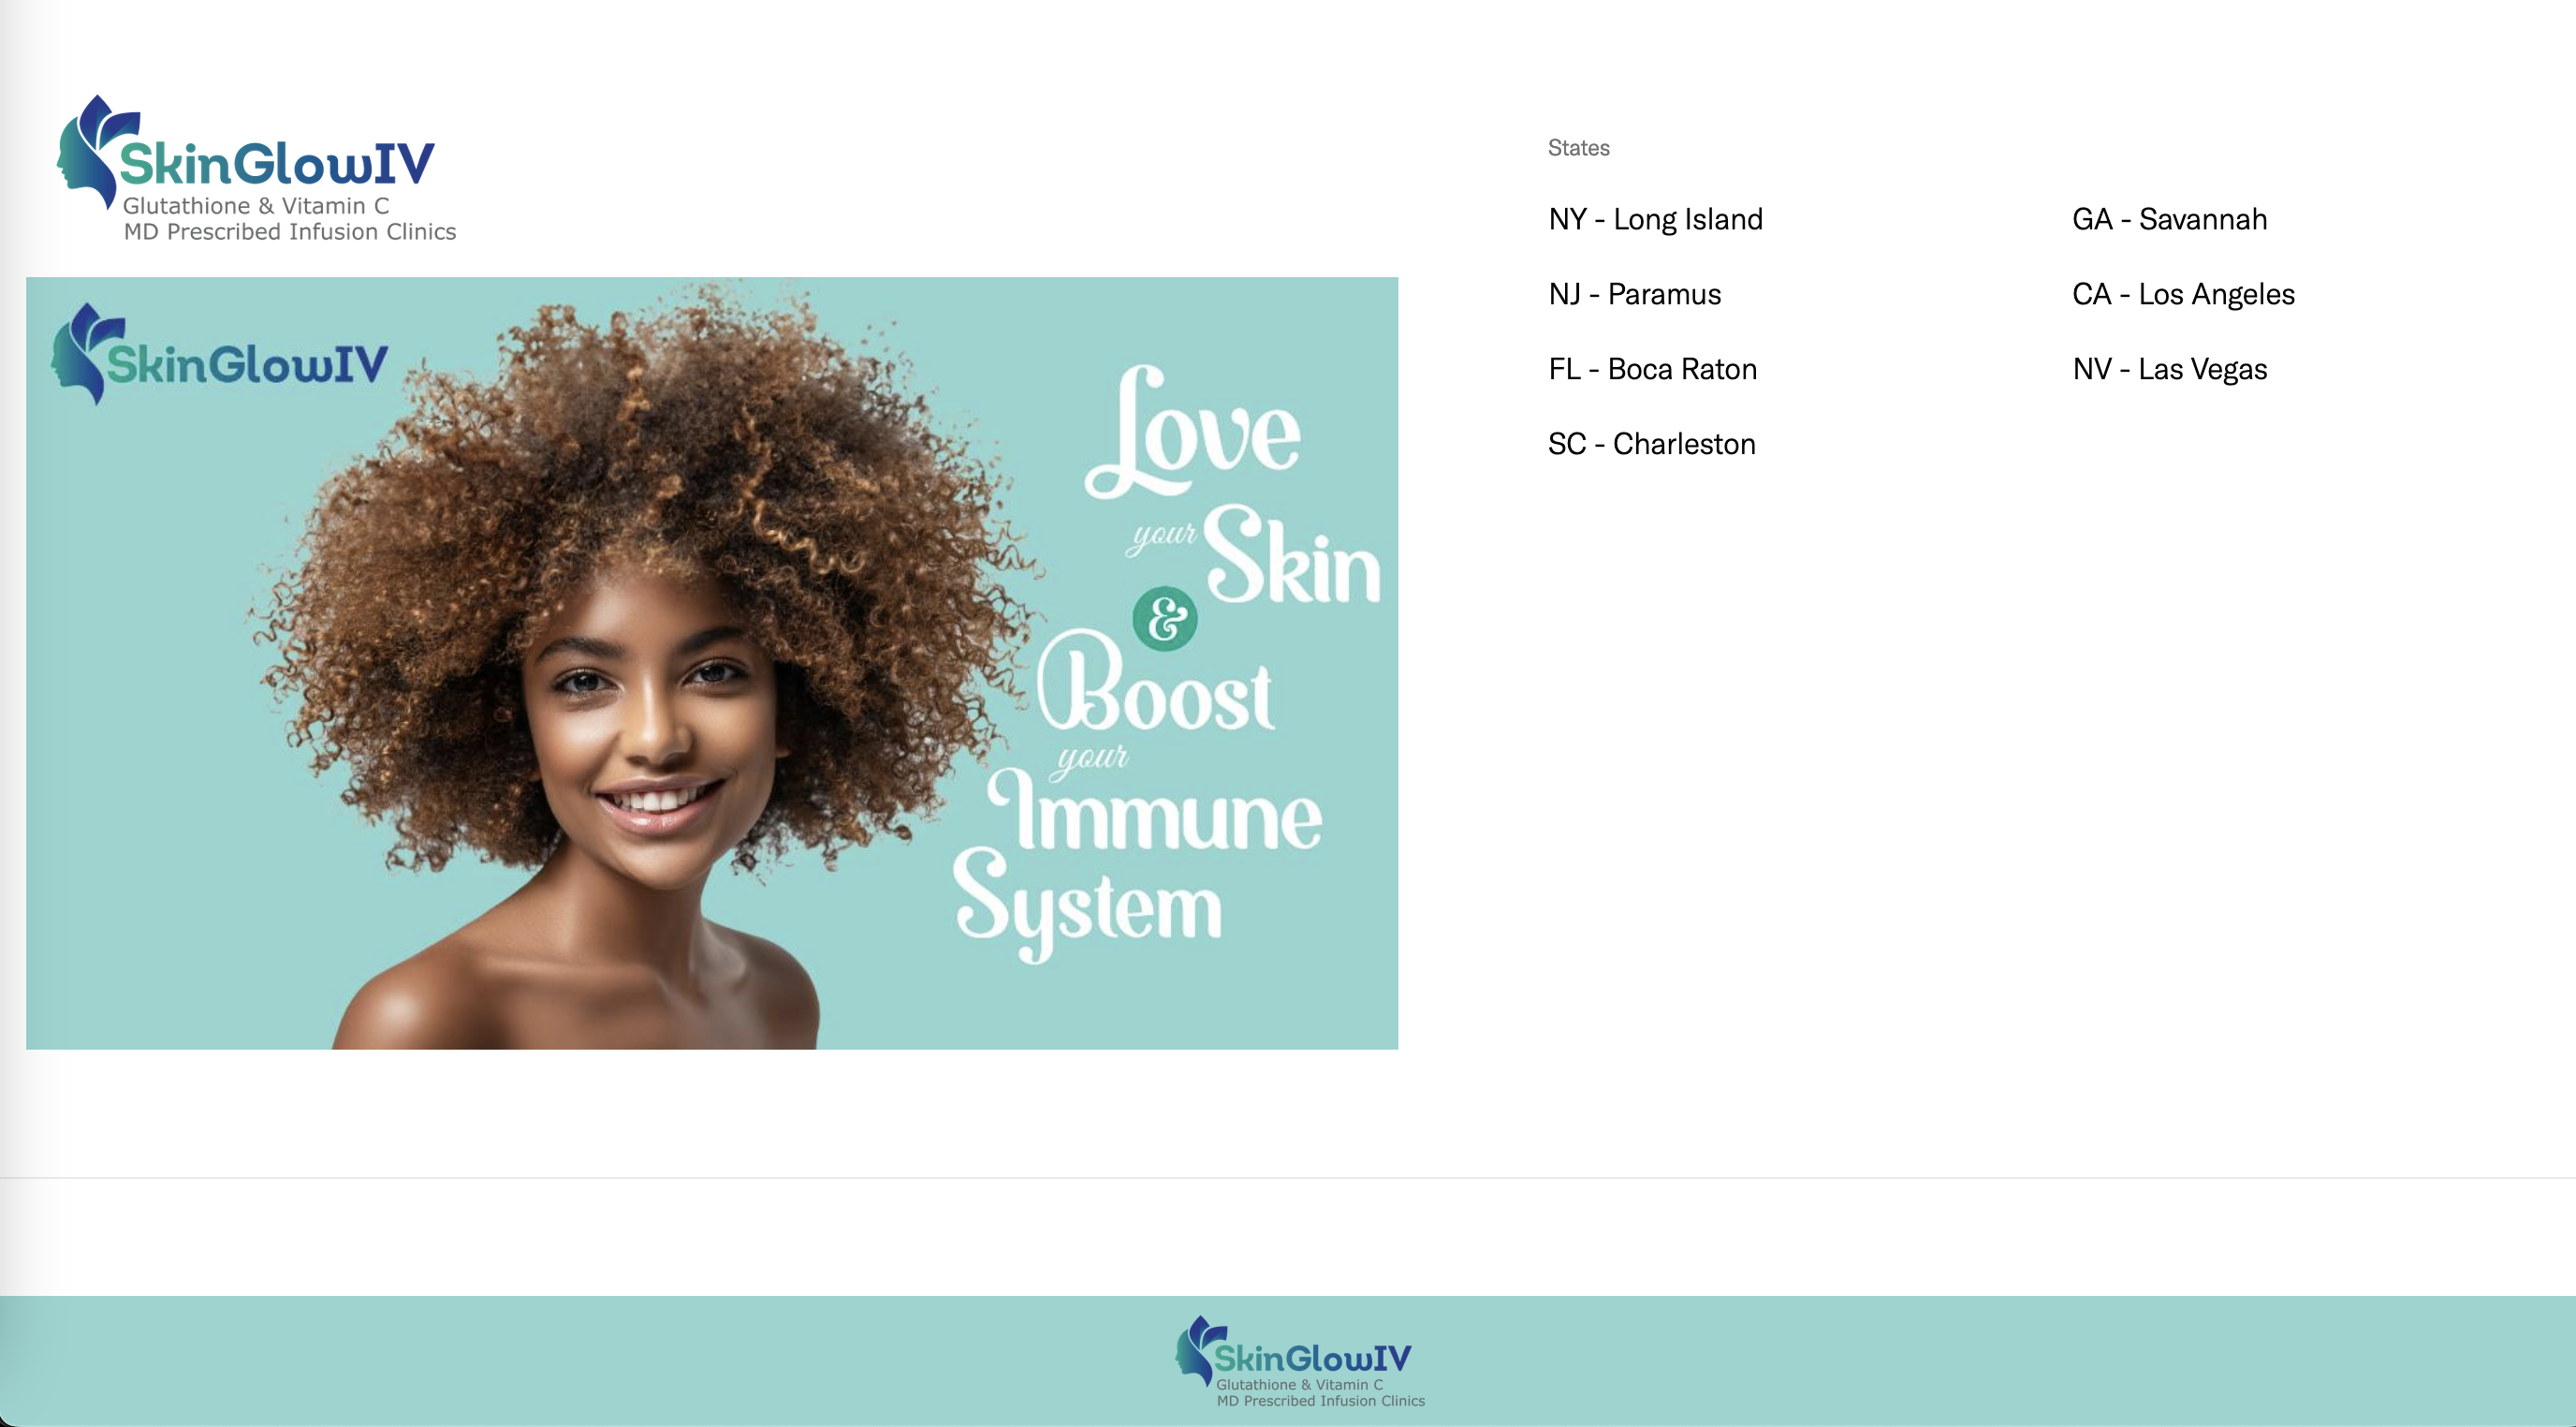 SkinGlowIV
Glutathione & Vitamin C
MD Prescribed Infusion Clinics
SkinGlowIV
Love
your Skin
&
Boost
your
Immune
System
States
NY - Long Island
NJ - Paramus
FL - Boca Raton
SC - Charleston
GA - Savannah
CA - Los Angeles
NV - Las Vegas
SkinGlowIV
Glutathione & Vitamin C
MD Prescribed Infusion Clinics